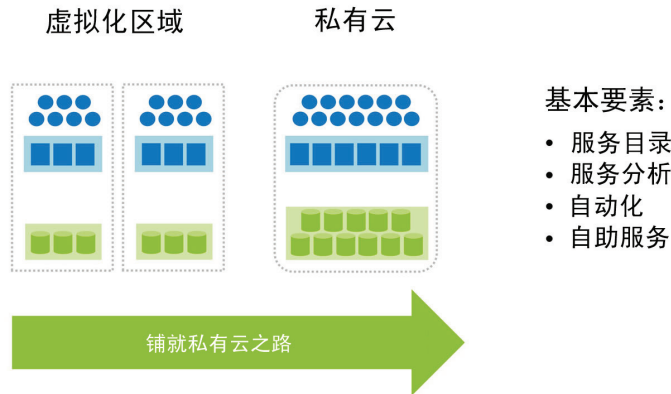 虚拟化区域
私有云
基本要素：
• 服务目录
• 服务分析
• 自动化
• 自助服务
铺就私有云之路